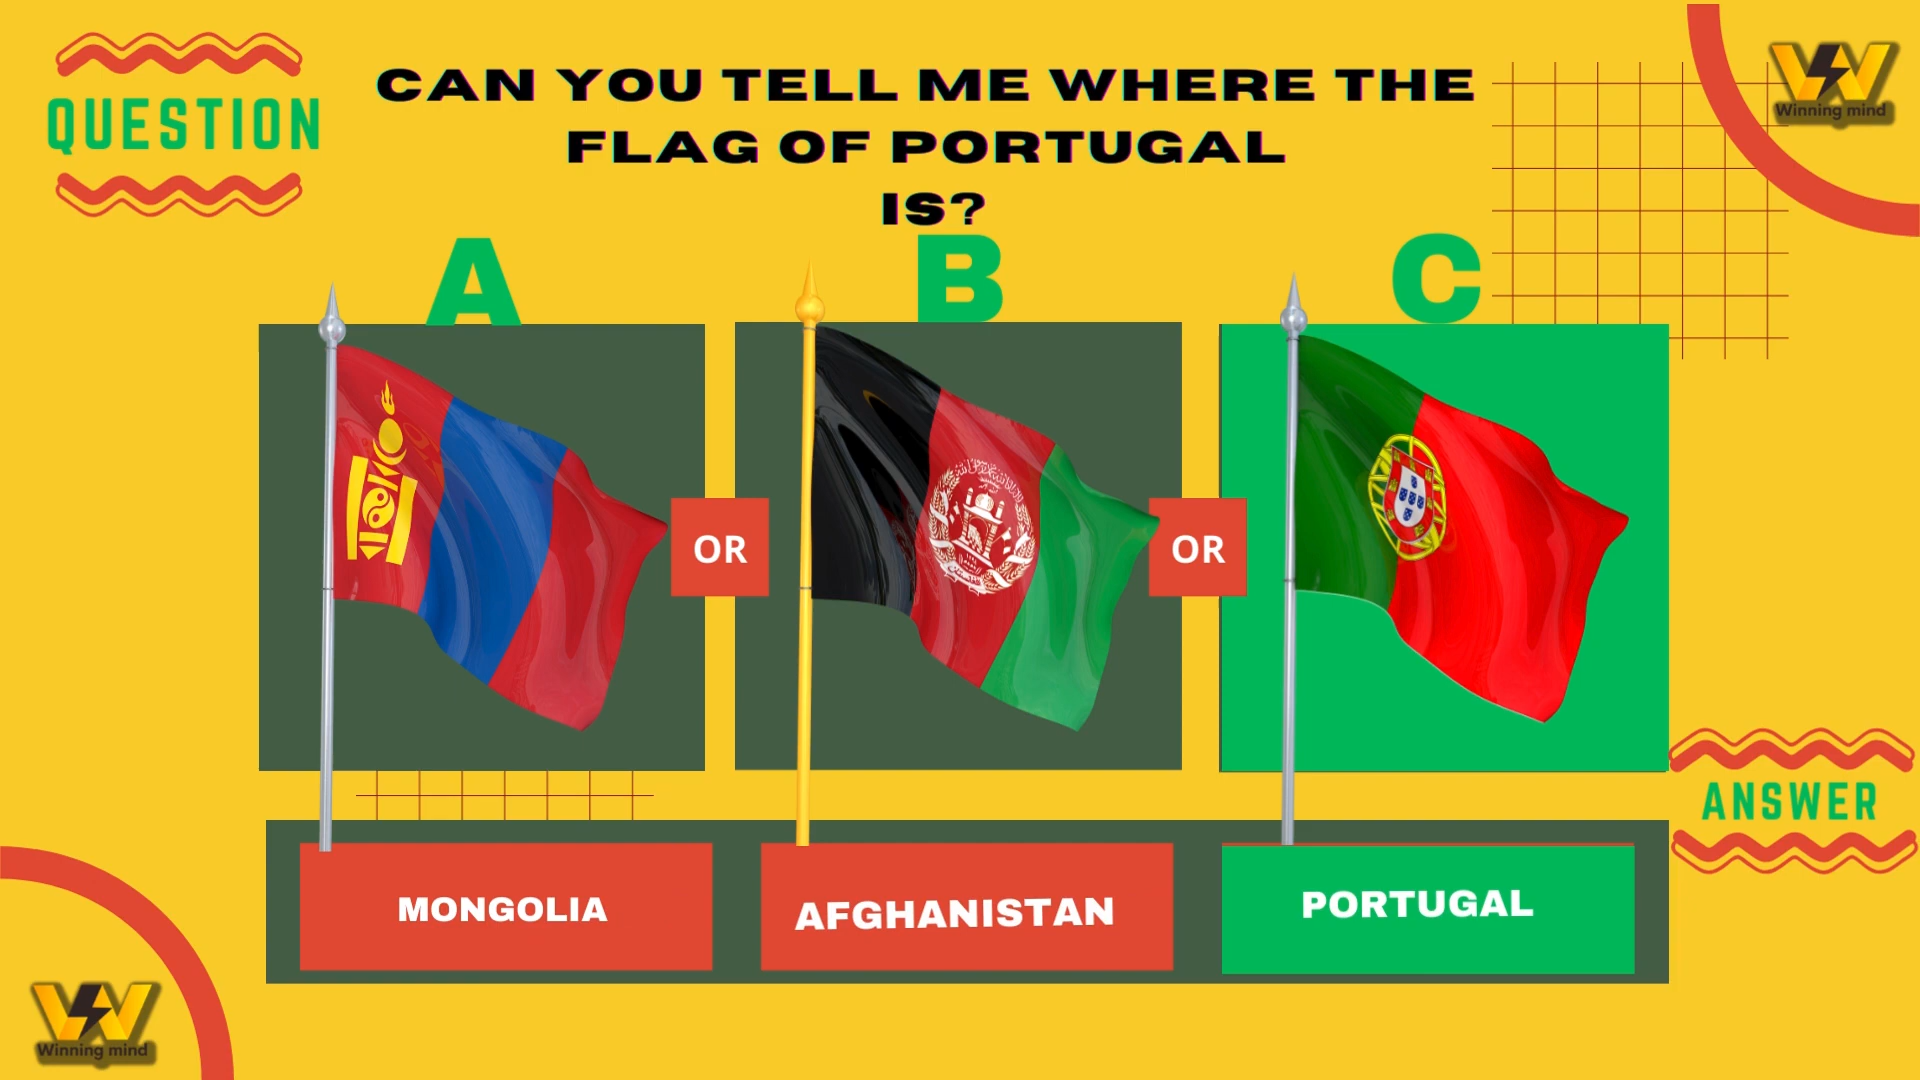 QUESTION
CAN YOU TELL ME WHERE THE
FLAG OF PORTUGAL
IS?
Winning mind
A
B
C
OR
OR
ANSWER
MONGOLIA
AFGHANISTAN
PORTUGAL
Winning mind